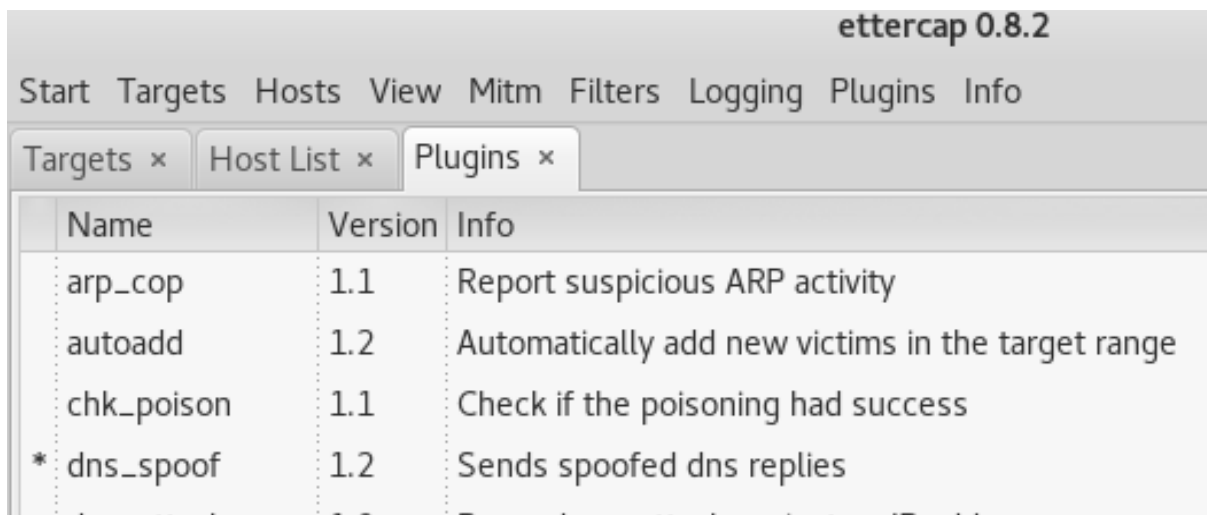 ettercap 0.8.2
Start Targets Hosts View Mitm Filters Logging Plugins Info
Targets × Host List × Plugins ×
Name Version Info
arp_cop 1.1 Report suspicious ARP activity
autoadd 1.2 Automatically add new victims in the target range
chk_poison 1.1 Check if the poisoning had success
* dns_spoof 1.2 Sends spoofed dns replies